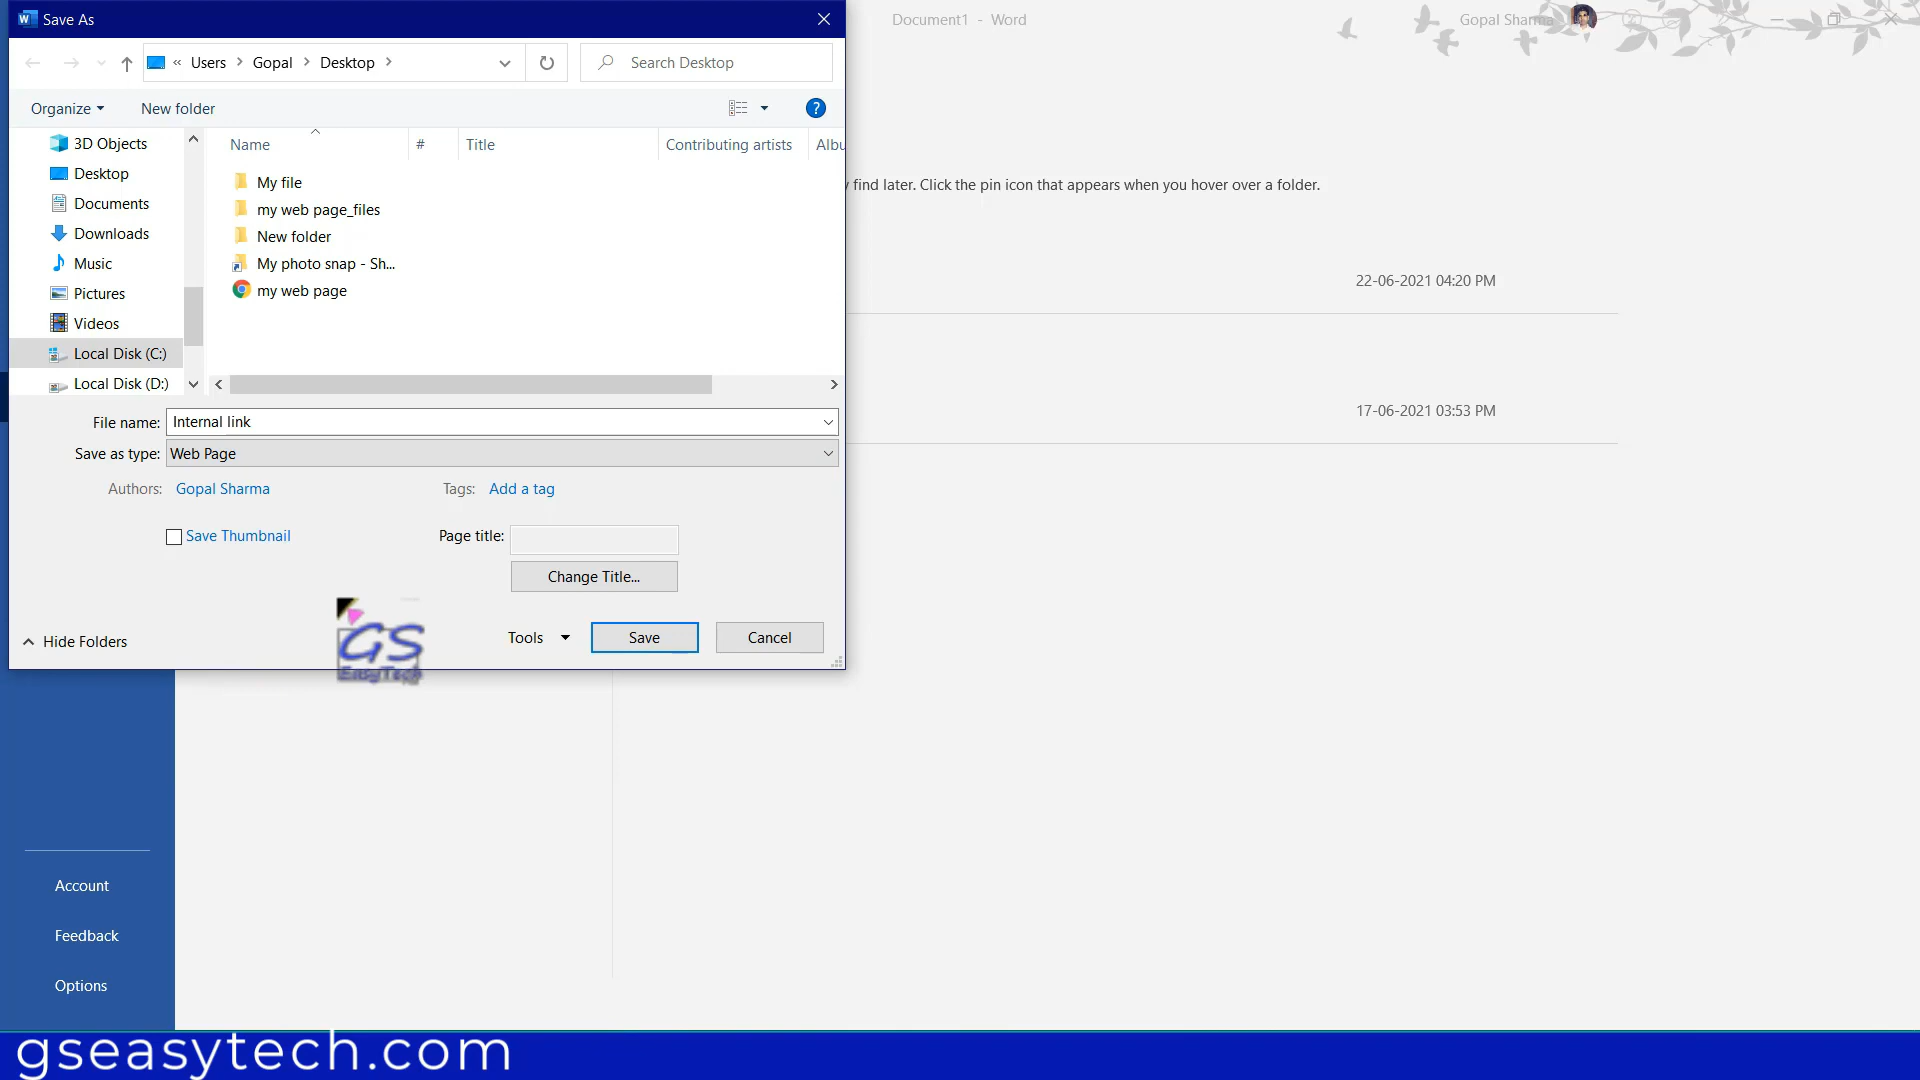 Save As
Document1 - Word
Gopal Sharma
« Users > Gopal > Desktop >
Search Desktop
Organize
New folder
?
3D Objects
Desktop
Documents
Downloads
Music
Pictures
Videos
Local Disk (C:)
Local Disk (D:)
Name
#
Title
Contributing artists
Albu
My file
my web page_files
New folder
My photo snap - Sh...
my web page
y find later. Click the pin icon that appears when you hover over a folder.
22-06-2021 04:20 PM
17-06-2021 03:53 PM
File name: Internal link
Save as type: Web Page
Authors: Gopal Sharma
Tags: Add a tag
Save Thumbnail
Page title:
Change Title...
Hide Folders
GS
EasyTech
Tools
Save
Cancel
Account
Feedback
Options
gseasytech.com